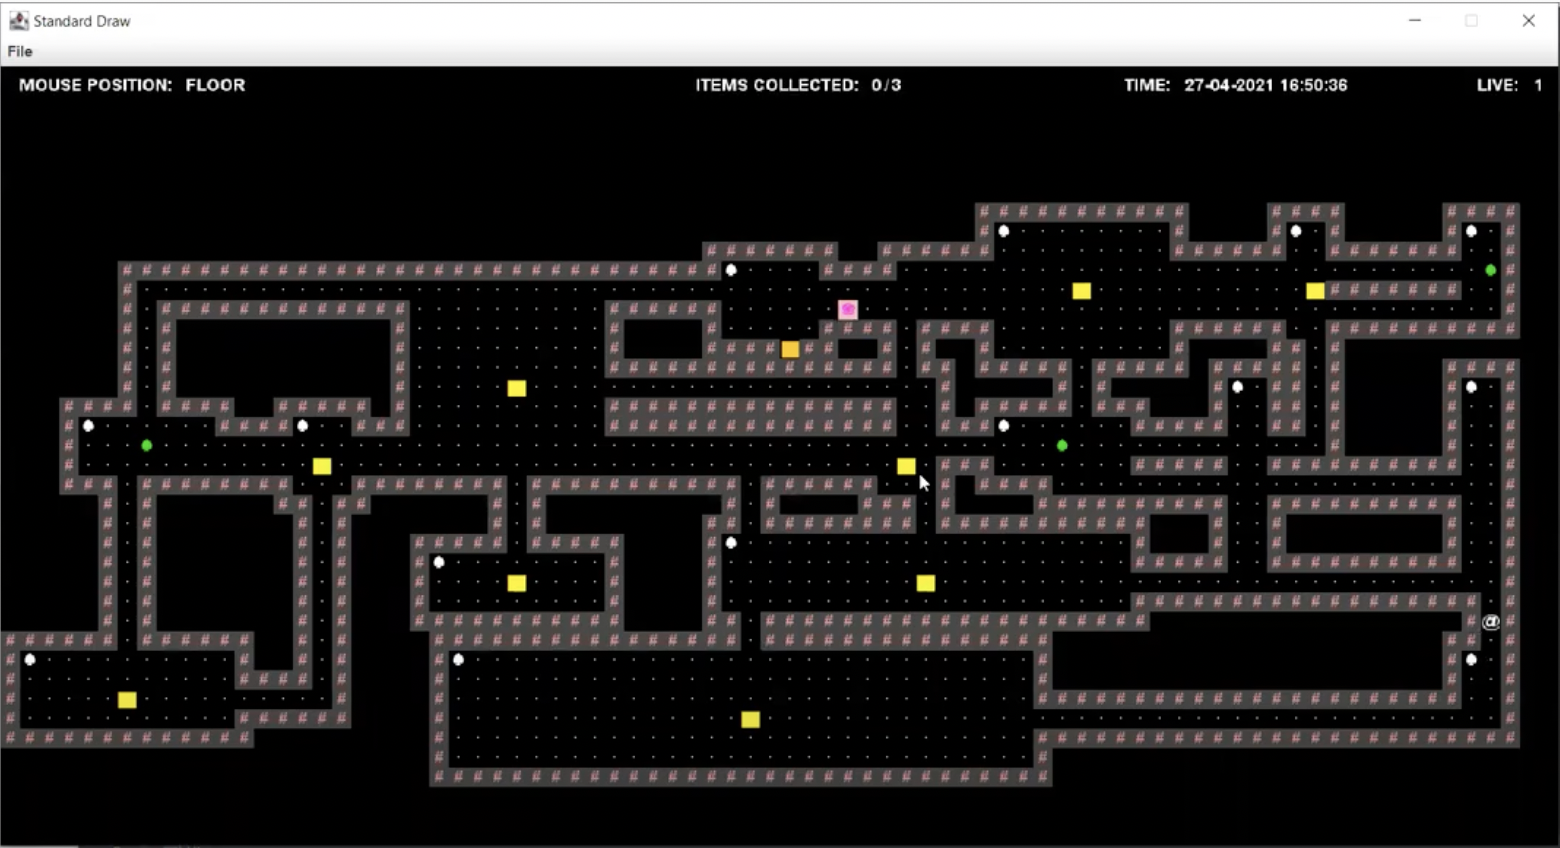 Standard Draw
File
MOUSE POSITION: FLOOR ITEMS COLLECTED: 0/3 TIME: 27-04-2021 16:50:36 LIVE: 1
@